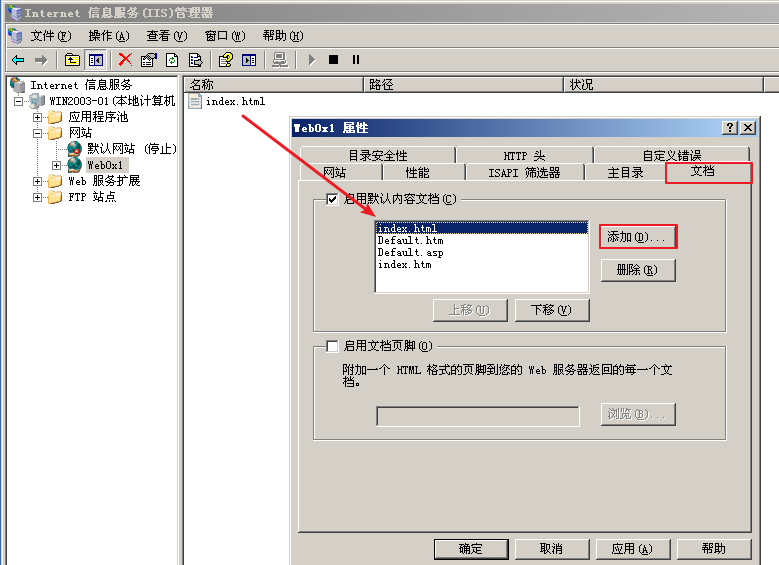 Internet 信息服务(IIS)管理器
文件(F) 操作(A) 查看(V) 窗口(W) 帮助(H)
Internet 信息服务
WIN2003-01(本地计算机
应用程序池
网站
默认网站 (停止)
Web0x1
Web 服务扩展
FTP 站点
名称 路径 状况
index.html
Web0x1 属性
目录安全性 HTTP 头 自定义错误
网站 性能 ISAPI 筛选器 主目录 文档
启用默认内容文档(C)
index.html
Default.htm
Default.asp
index.htm
添加(D)...
删除(R)
上移(U) 下移(V)
启用文档页脚(O)
附加一个 HTML 格式的页脚到您的 Web 服务器返回的每一个文
档。
浏览(B)...
确定 取消 应用(A) 帮助